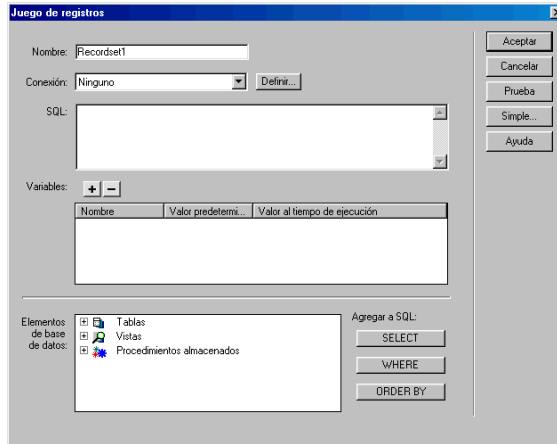 Juego de registros
Nombre: Recordset1
Conexión: Ninguno Definir...
SQL:
Variables:
Nombre Valor predetermi... Valor al tiempo de ejecución
Elementos
de base
de datos:
Tablas
Vistas
Procedimientos almacenados
Agregar a SQL:
SELECT
WHERE
ORDER BY
Aceptar
Cancelar
Prueba
Simple...
Ayuda